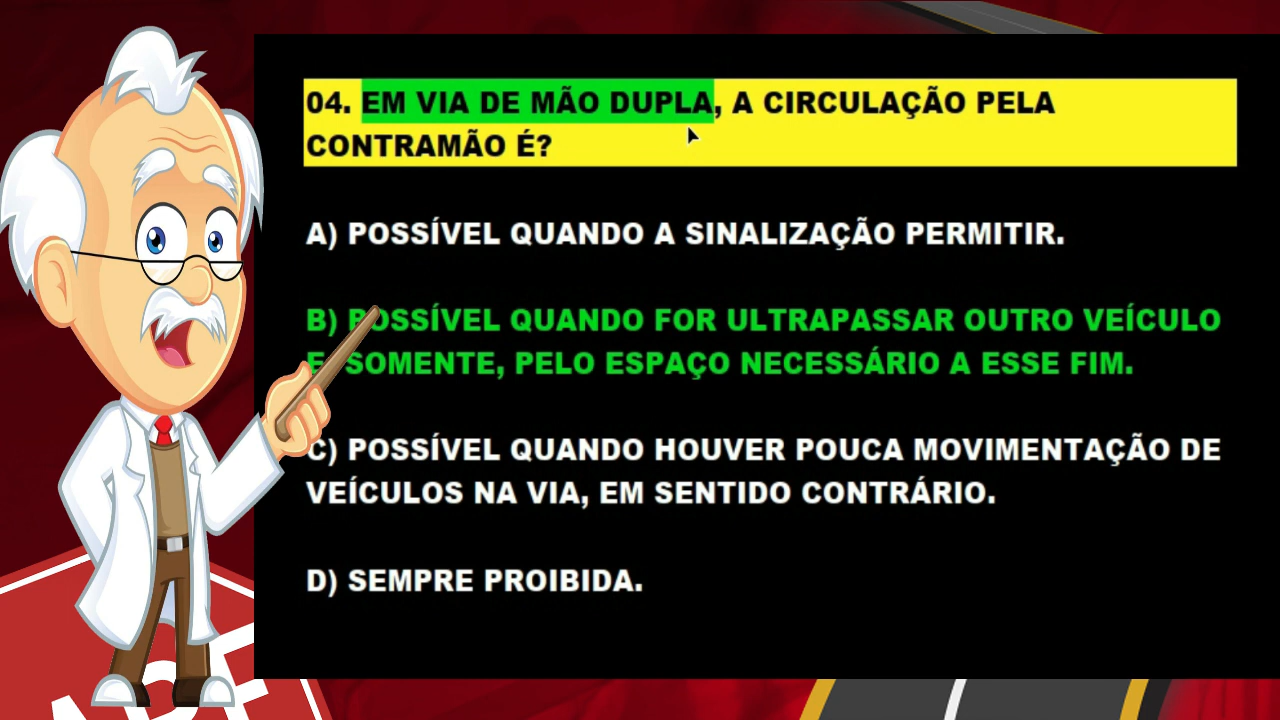 04. EM VIA DE MÃO DUPLA, A CIRCULAÇÃO PELA
CONTRAMÃO É?
A) POSSÍVEL QUANDO A SINALIZAÇÃO PERMITIR.
B) POSSÍVEL QUANDO FOR ULTRAPASSAR OUTRO VEÍCULO
E SOMENTE, PELO ESPAÇO NECESSÁRIO A ESSE FIM.
C) POSSÍVEL QUANDO HOUVER POUCA MOVIMENTAÇÃO DE
VEÍCULOS NA VIA, EM SENTIDO CONTRÁRIO.
D) SEMPRE PROIBIDA.